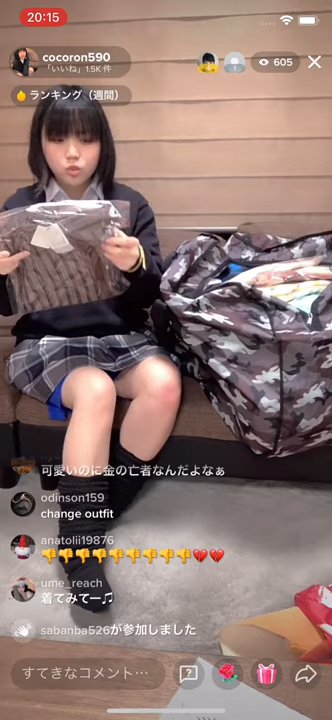 20:15
cocoron590
「いいね」1.5K 件
605
ランキング（週間）
可愛いのに金の亡者なんだよなぁ
odinson159
change outfit
anatolii19876
👎👎👎👎👎👎👎👎👎💔💔
ume_reach
着てみてー♫
sabanba526が参加しました
すてきなコメント…